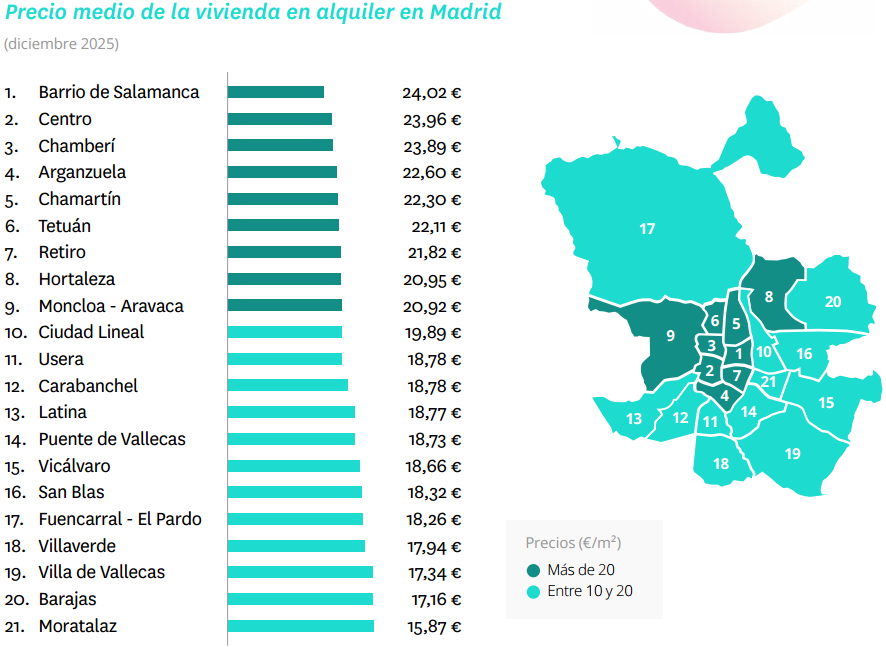 Precio medio de la vivienda en alquiler en Madrid
(diciembre 2025)
1. Barrio de Salamanca 24,02 €
2. Centro 23,96 €
3. Chamberí 23,89 €
4. Arganzuela 22,60 €
5. Chamartín 22,30 €
6. Tetuán 22,11 €
7. Retiro 21,82 €
8. Hortaleza 20,95 €
9. Moncloa - Aravaca 20,92 €
10. Ciudad Lineal 19,89 €
11. Usera 18,78 €
12. Carabanchel 18,78 €
13. Latina 18,77 €
14. Puente de Vallecas 18,73 €
15. Vicálvaro 18,66 €
16. San Blas 18,32 €
17. Fuencarral - El Pardo 18,26 €
18. Villaverde 17,94 €
19. Villa de Vallecas 17,34 €
20. Barajas 17,16 €
21. Moratalaz 15,87 €
17
8
20
6
5
9
3
1
10
16
2
7
21
4
15
13
12
11
14
19
18
Precios (€/m²)
Más de 20
Entre 10 y 20